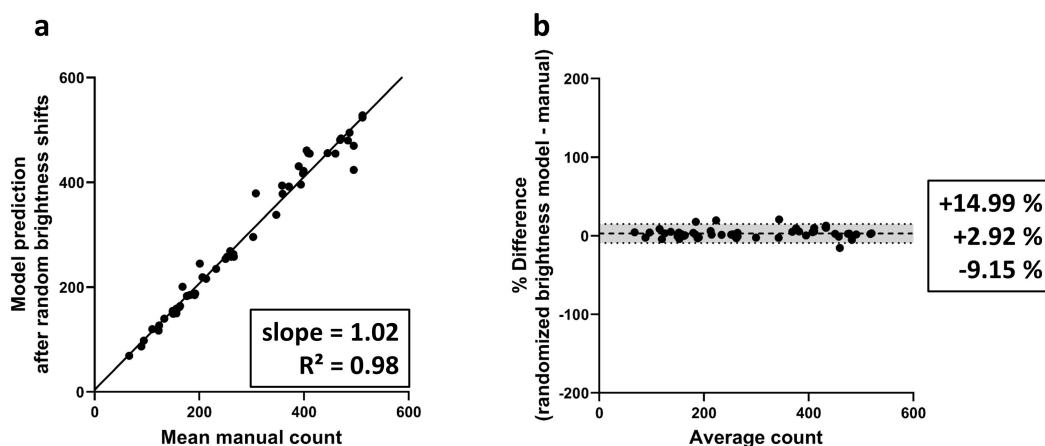 a
Model prediction
after random brightness shifts
600
400
200
0
0 200 400 600
Mean manual count
slope = 1.02
R² = 0.98
b
% Difference
(randomized brightness model - manual)
200
100
0
-100
-200
0 200 400 600
Average count
+14.99 %
+2.92 %
-9.15 %